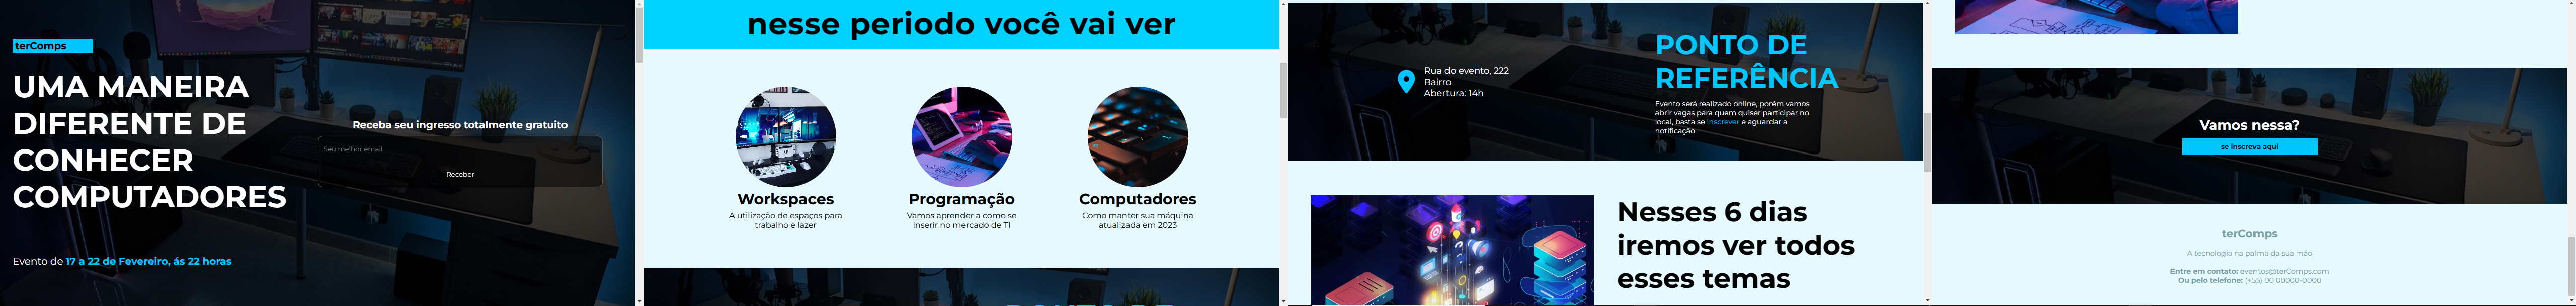 terComps
UMA MANEIRA
DIFERENTE DE
CONHECER
COMPUTADORES
Evento de 17 a 22 de Fevereiro, ás 22 horas
Receba seu ingresso totalmente gratuito
Seu melhor email
Receber
nesse periodo você vai ver
Workspaces
A utilização de espaços para
trabalho e lazer
Programação
Vamos aprender a como se
inserir no mercado de TI
Computadores
Como manter sua máquina
atualizada em 2023
Rua do evento, 222
Bairro
Abertura: 14h
PONTO DE
REFERÊNCIA
Evento será realizado online, porém vamos
abrir vagas para quem quiser participar no
local, basta se inscrever e aguardar a
notificação
Nesses 6 dias
iremos ver todos
esses temas
Vamos nessa?
se inscreva aqui
terComps
A tecnologia na palma da sua mão
Entre em contato: eventos@terComps.com
Ou pelo telefone: (+55) 00 00000-0000